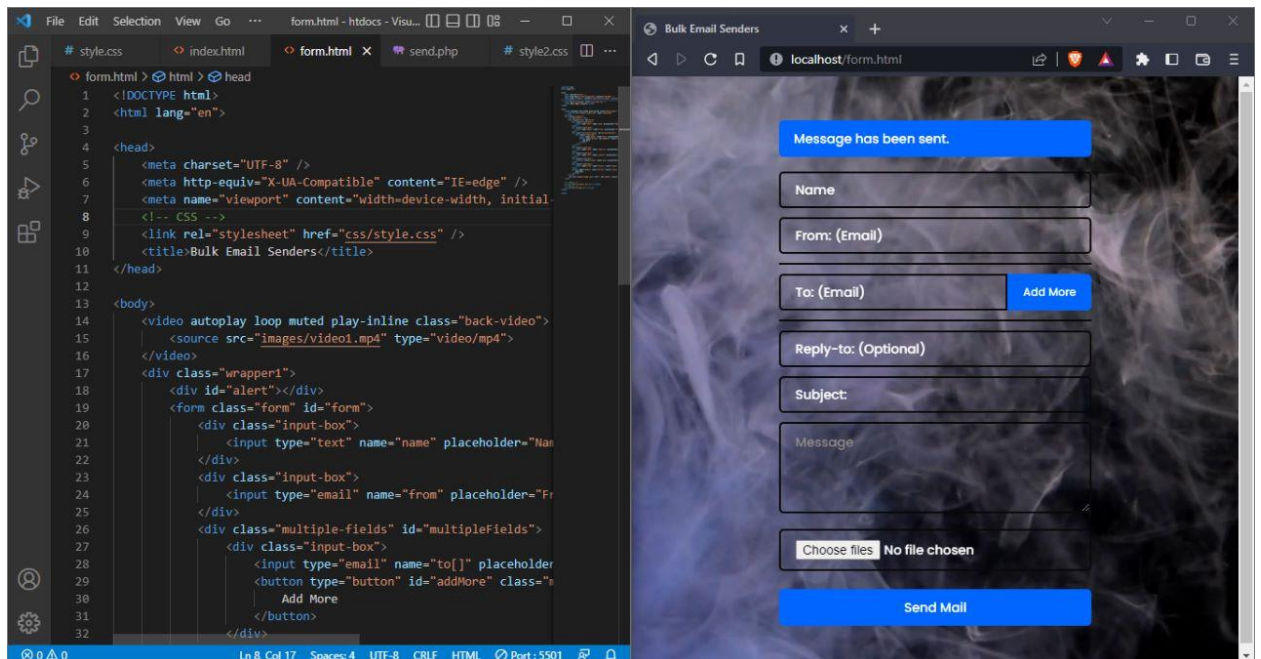 File Edit Selection View Go ··· form.html - htdocs - Visu...
# style.css <> index.html <> form.html X send.php # style2.css ···
<> form.html > html > head
1 <!DOCTYPE html>
2 <html lang="en">
3
4 <head>
5 <meta charset="UTF-8" />
6 <meta http-equiv="X-UA-Compatible" content="IE=edge" />
7 <meta name="viewport" content="width=device-width, initial-
8 <!-- CSS -->
9 <link rel="stylesheet" href="css/style.css" />
10 <title>Bulk Email Senders</title>
11 </head>
12
13 <body>
14 <video autoplay loop muted play-inline class="back-video">
15 <source src="images/video1.mp4" type="video/mp4">
16 </video>
17 <div class="wrapper1">
18 <div id="alert"></div>
19 <form class="form" id="form">
20 <div class="input-box">
21 <input type="text" name="name" placeholder="Nam
22 </div>
23 <div class="input-box">
24 <input type="email" name="from" placeholder="Fr
25 </div>
26 <div class="multiple-fields" id="multipleFields">
27 <div class="input-box">
28 <input type="email" name="to[]" placeholder
29 <button type="button" id="addMore" class="m
30 Add More
31 </button>
32 </div>
0 0 Ln 8, Col 17 Spaces: 4 UTF-8 CRLF HTML Port : 5501
Bulk Email Senders
localhost/form.html
Message has been sent.
Name
From: (Email)
To: (Email) Add More
Reply-to: (Optional)
Subject:
Message
Choose files No file chosen
Send Mail